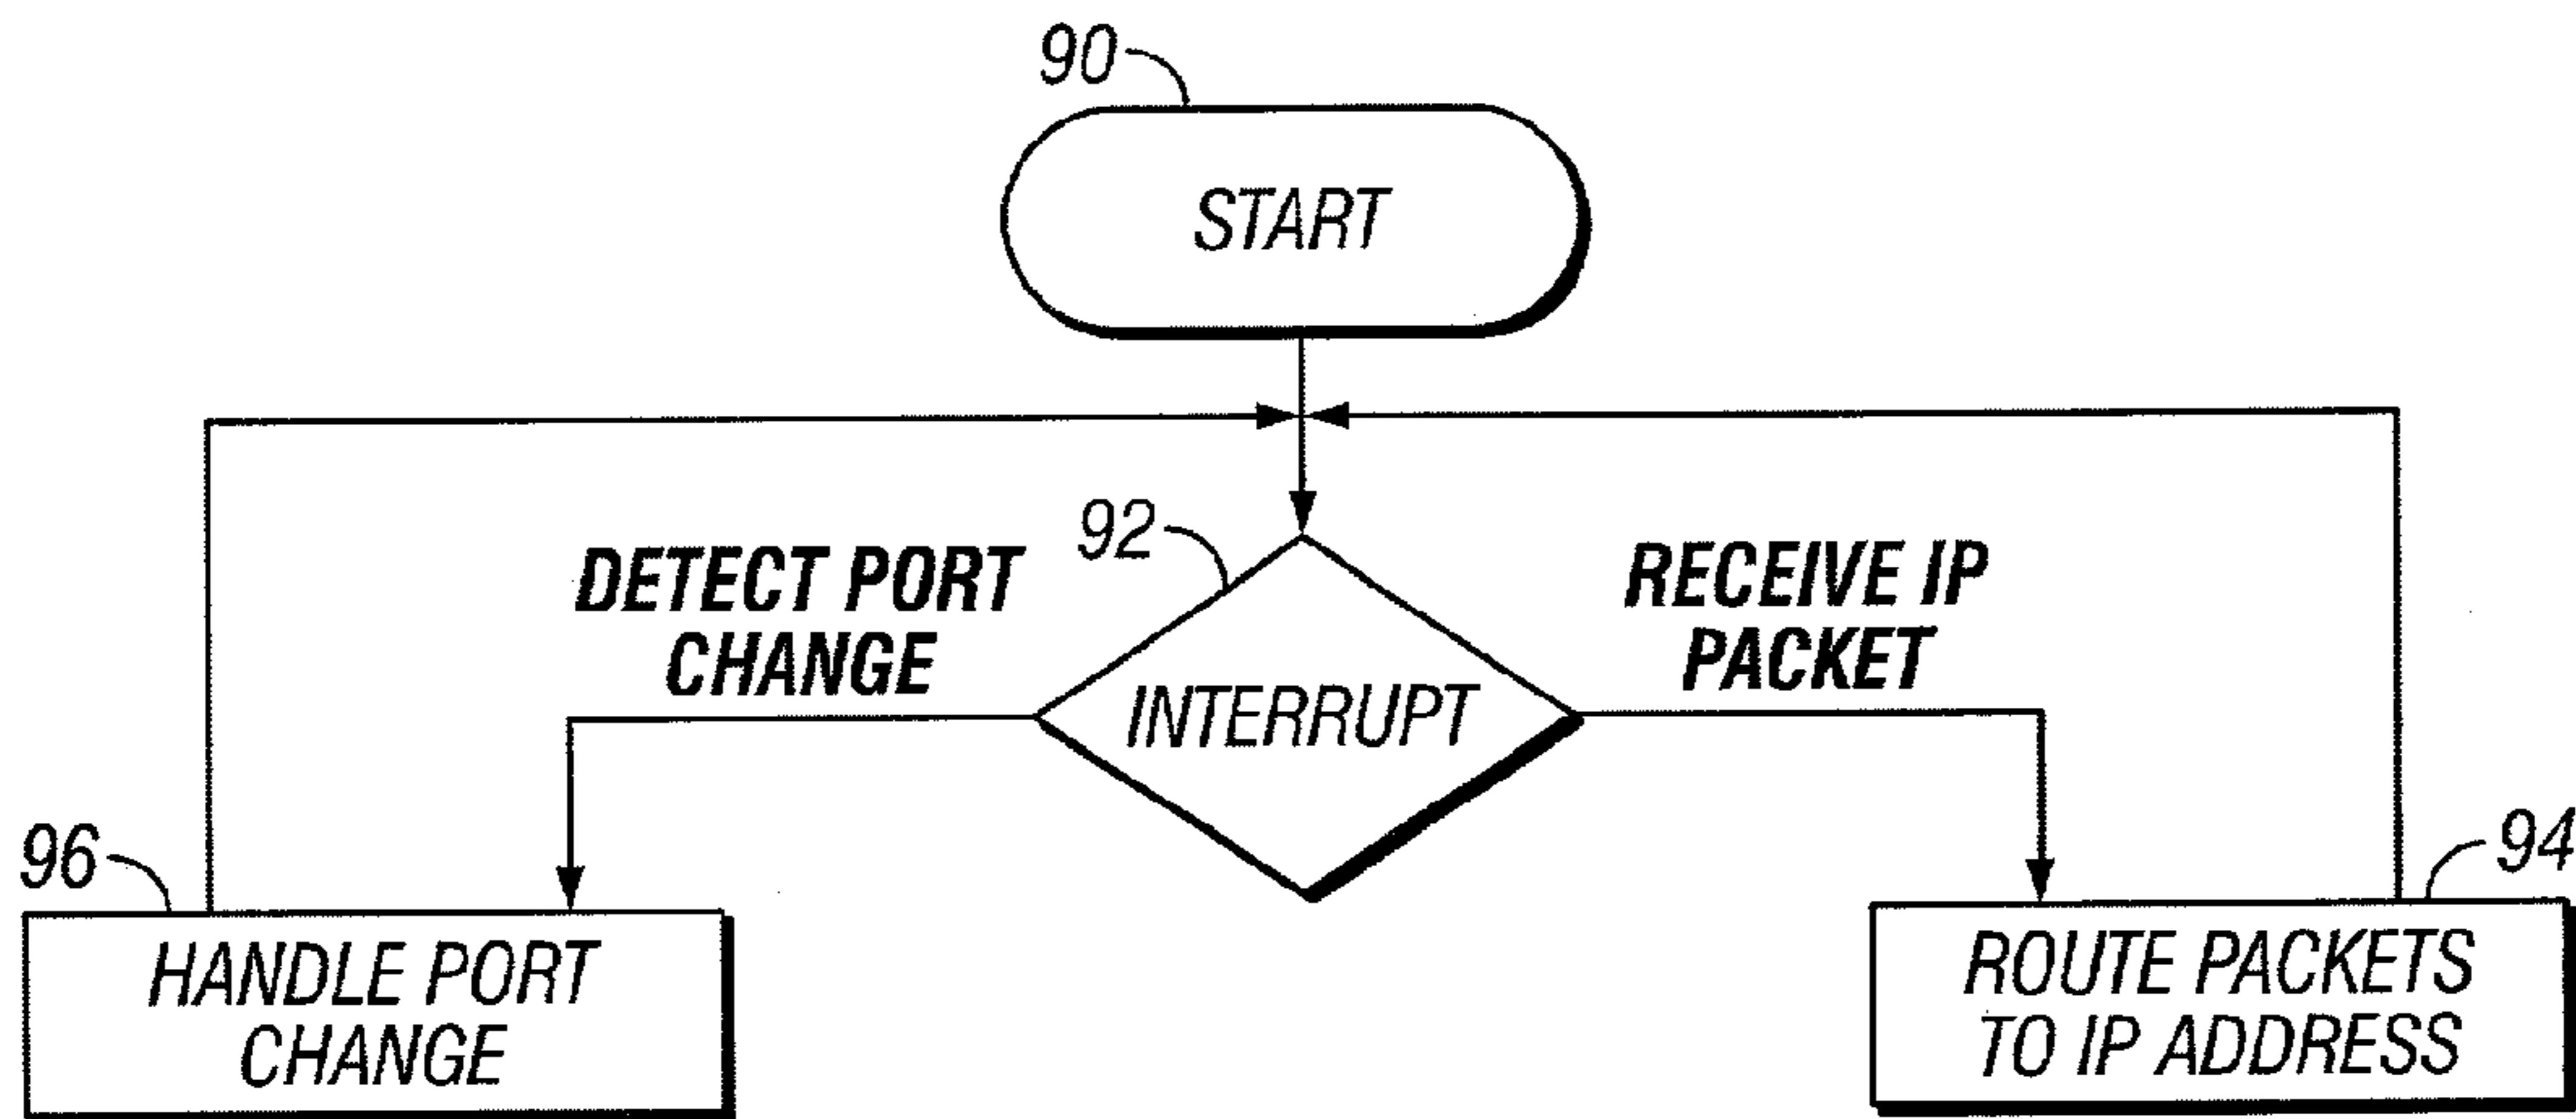 90
START
92
DETECT PORT
CHANGE
INTERRUPT
RECEIVE IP
PACKET
96
HANDLE PORT
CHANGE
94
ROUTE PACKETS
TO IP ADDRESS